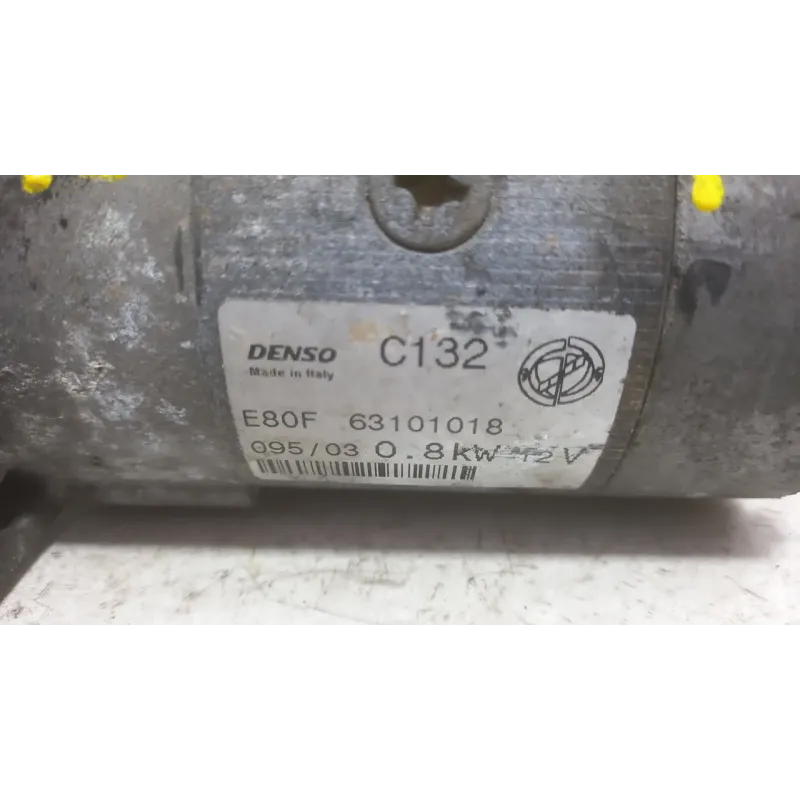 DENSO C132
Made in Italy
E80F 63101018
095/03 0.8kW 12V